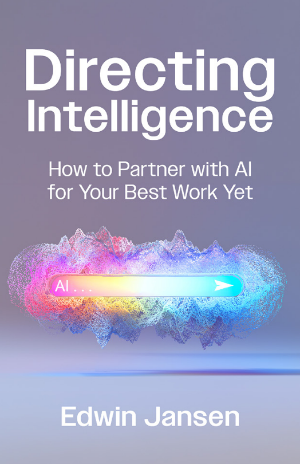 Directing
Intelligence
How to Partner with AI
for Your Best Work Yet
AI . . .
Edwin Jansen